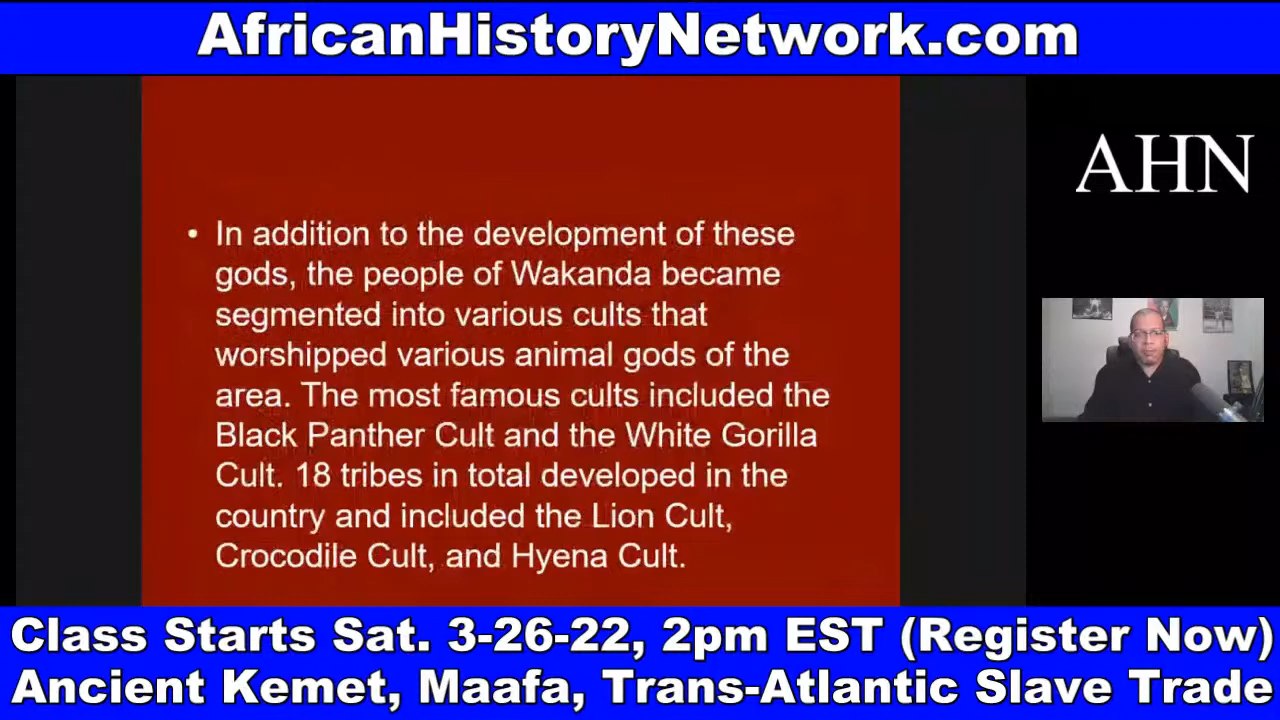 AfricanHistoryNetwork.com
AHN
• In addition to the development of these
gods, the people of Wakanda became
segmented into various cults that
worshipped various animal gods of the
area. The most famous cults included the
Black Panther Cult and the White Gorilla
Cult. 18 tribes in total developed in the
country and included the Lion Cult,
Crocodile Cult, and Hyena Cult.
Class Starts Sat. 3-26-22, 2pm EST (Register Now)
Ancient Kemet, Maafa, Trans-Atlantic Slave Trade